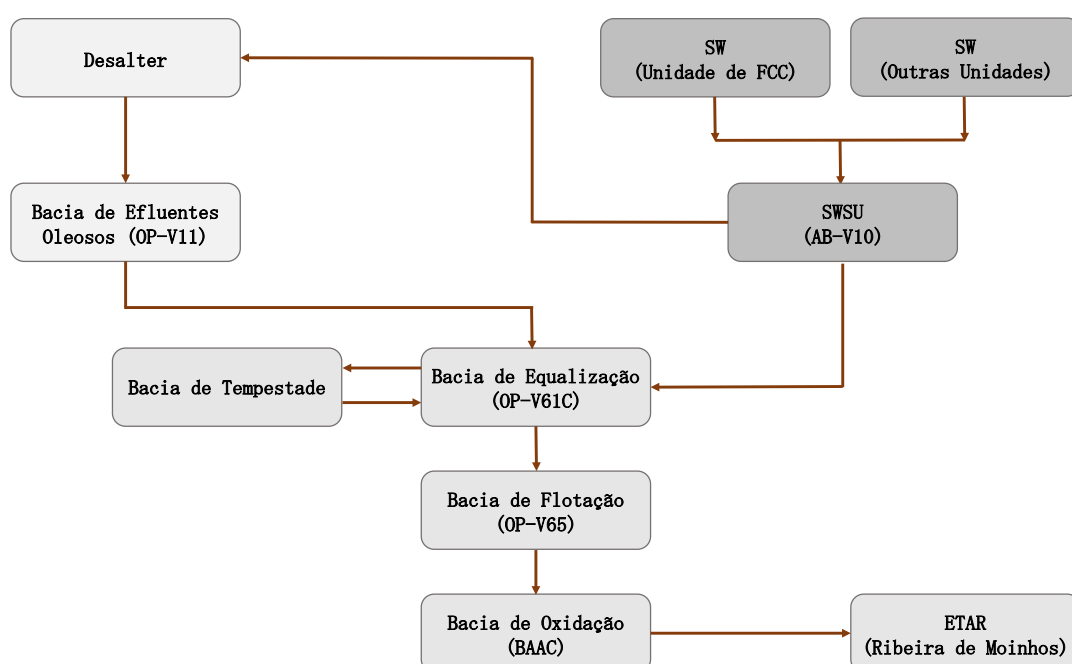 Desalter
SW
(Unidade de FCC)
SW
(Outras Unidades)
Bacia de Efluentes
Oleosos (OP-V11)
SWSU
(AB-V10)
Bacia de Tempestade
Bacia de Equalização
(OP-V61C)
Bacia de Flotação
(OP-V65)
Bacia de Oxidação
(BAAC)
ETAR
(Ribeira de Moinhos)